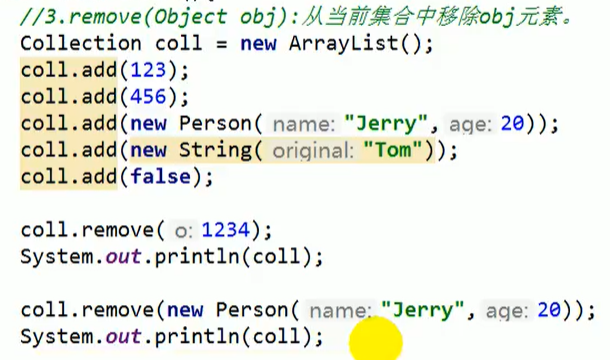 //3.remove(Object obj):从当前集合中移除obj元素。
Collection coll = new ArrayList();
coll.add(123);
coll.add(456);
coll.add(new Person( name: "Jerry", age: 20));
coll.add(new String( original: "Tom"));
coll.add(false);
coll.remove( o: 1234);
System.out.println(coll);
coll.remove(new Person( name: "Jerry", age: 20));
System.out.println(coll);